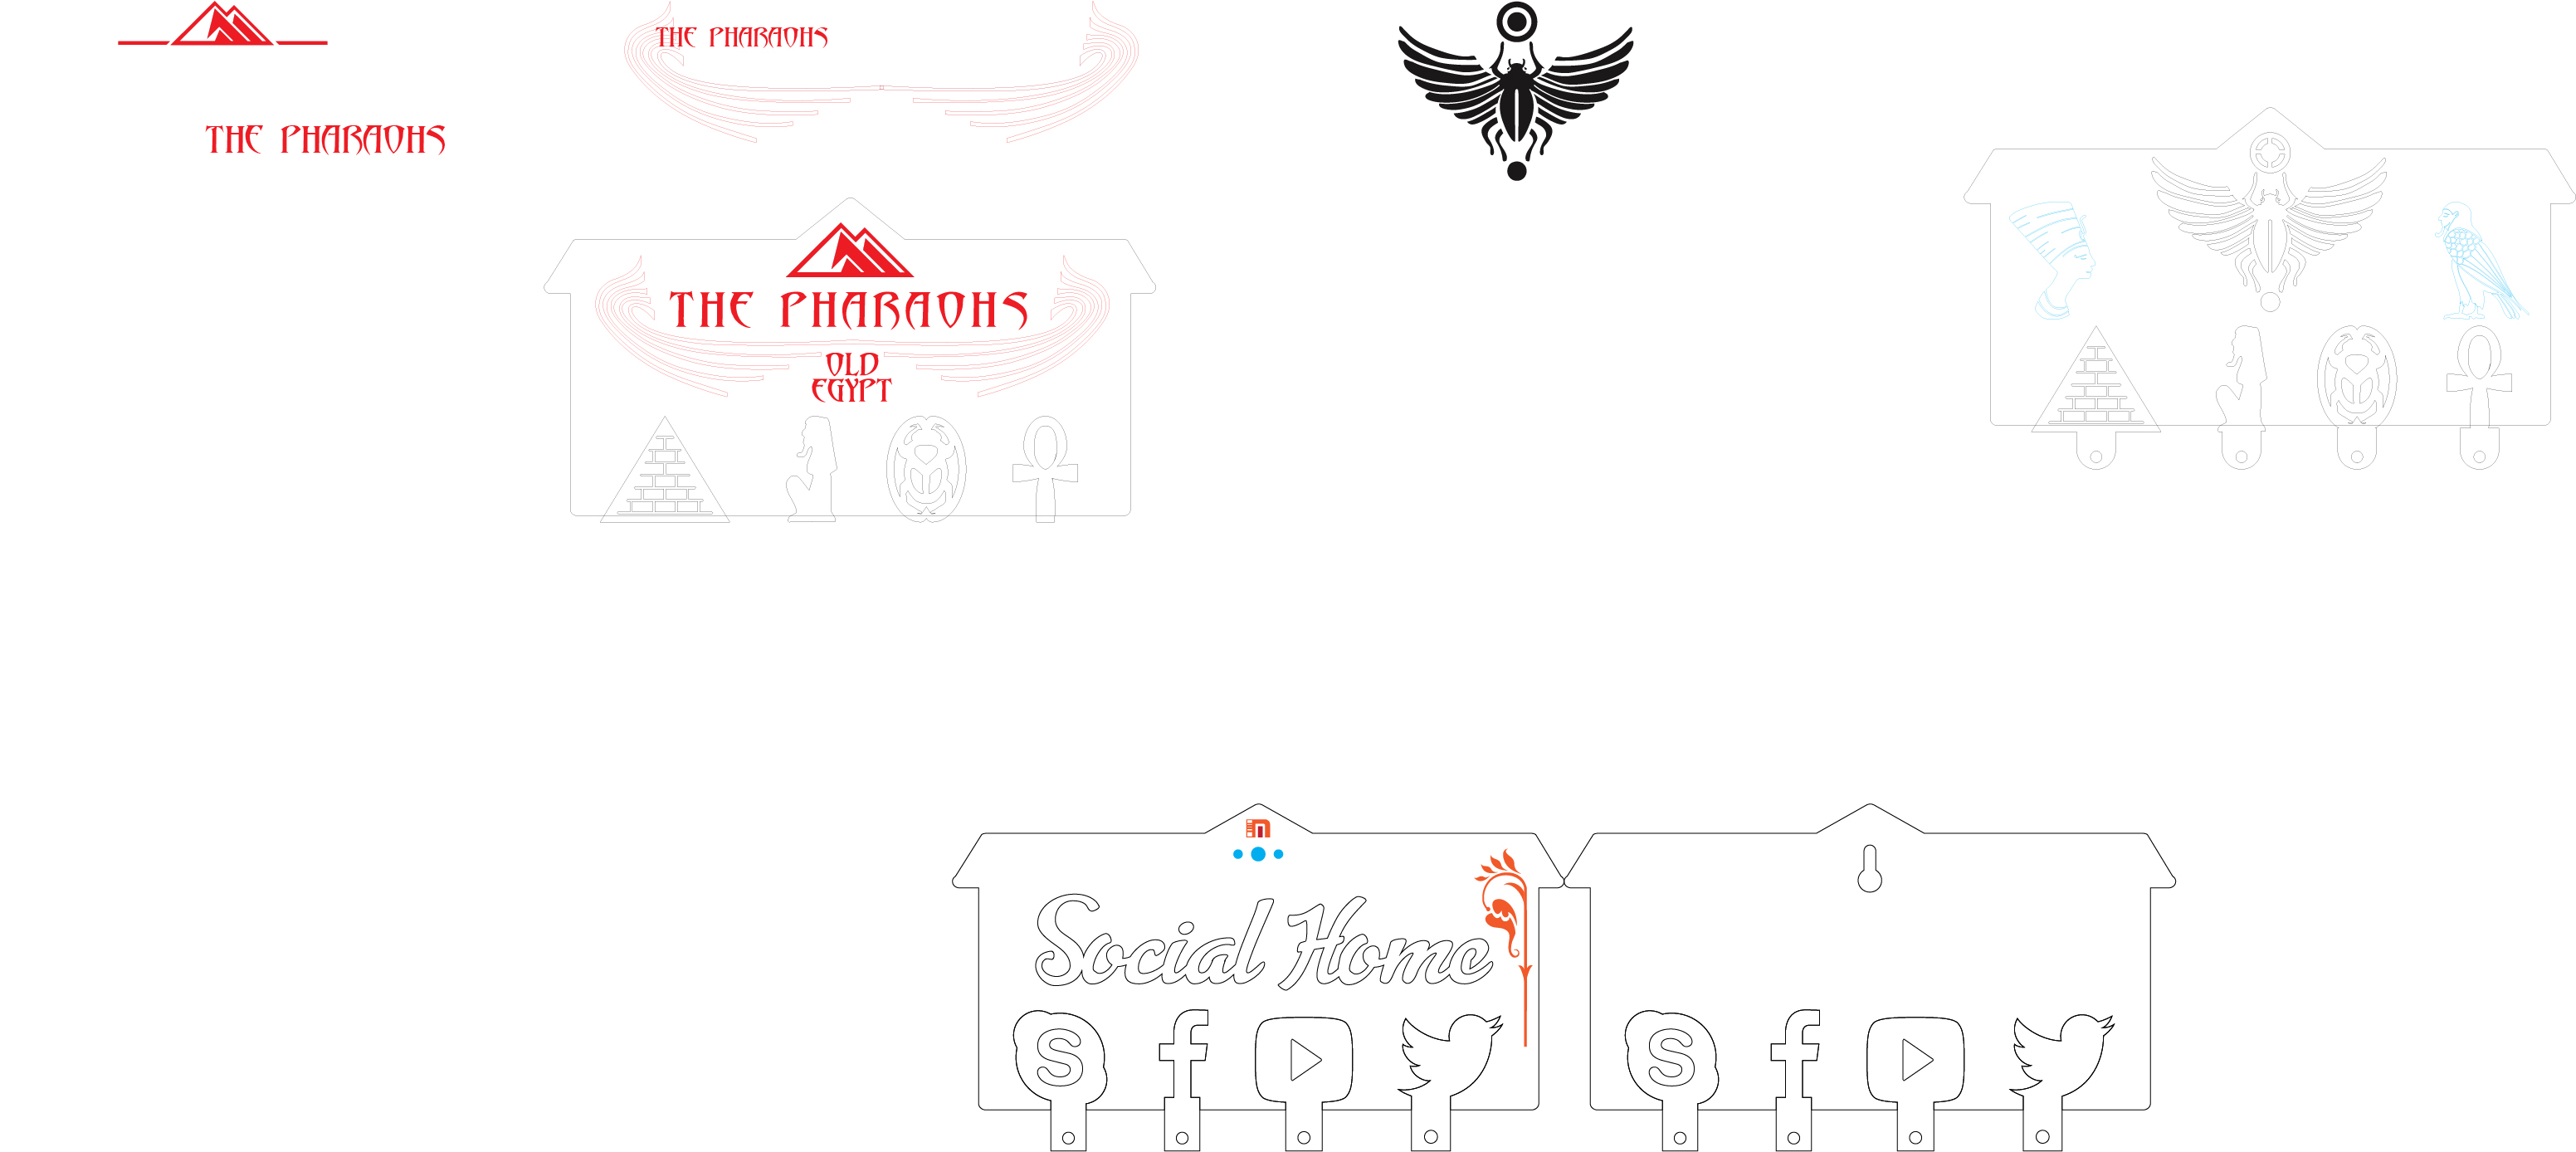 THE PHARAOHS
THE PHARAOHS
THE PHARAOHS
OLD
EGYPT
Social Home
S f
S f